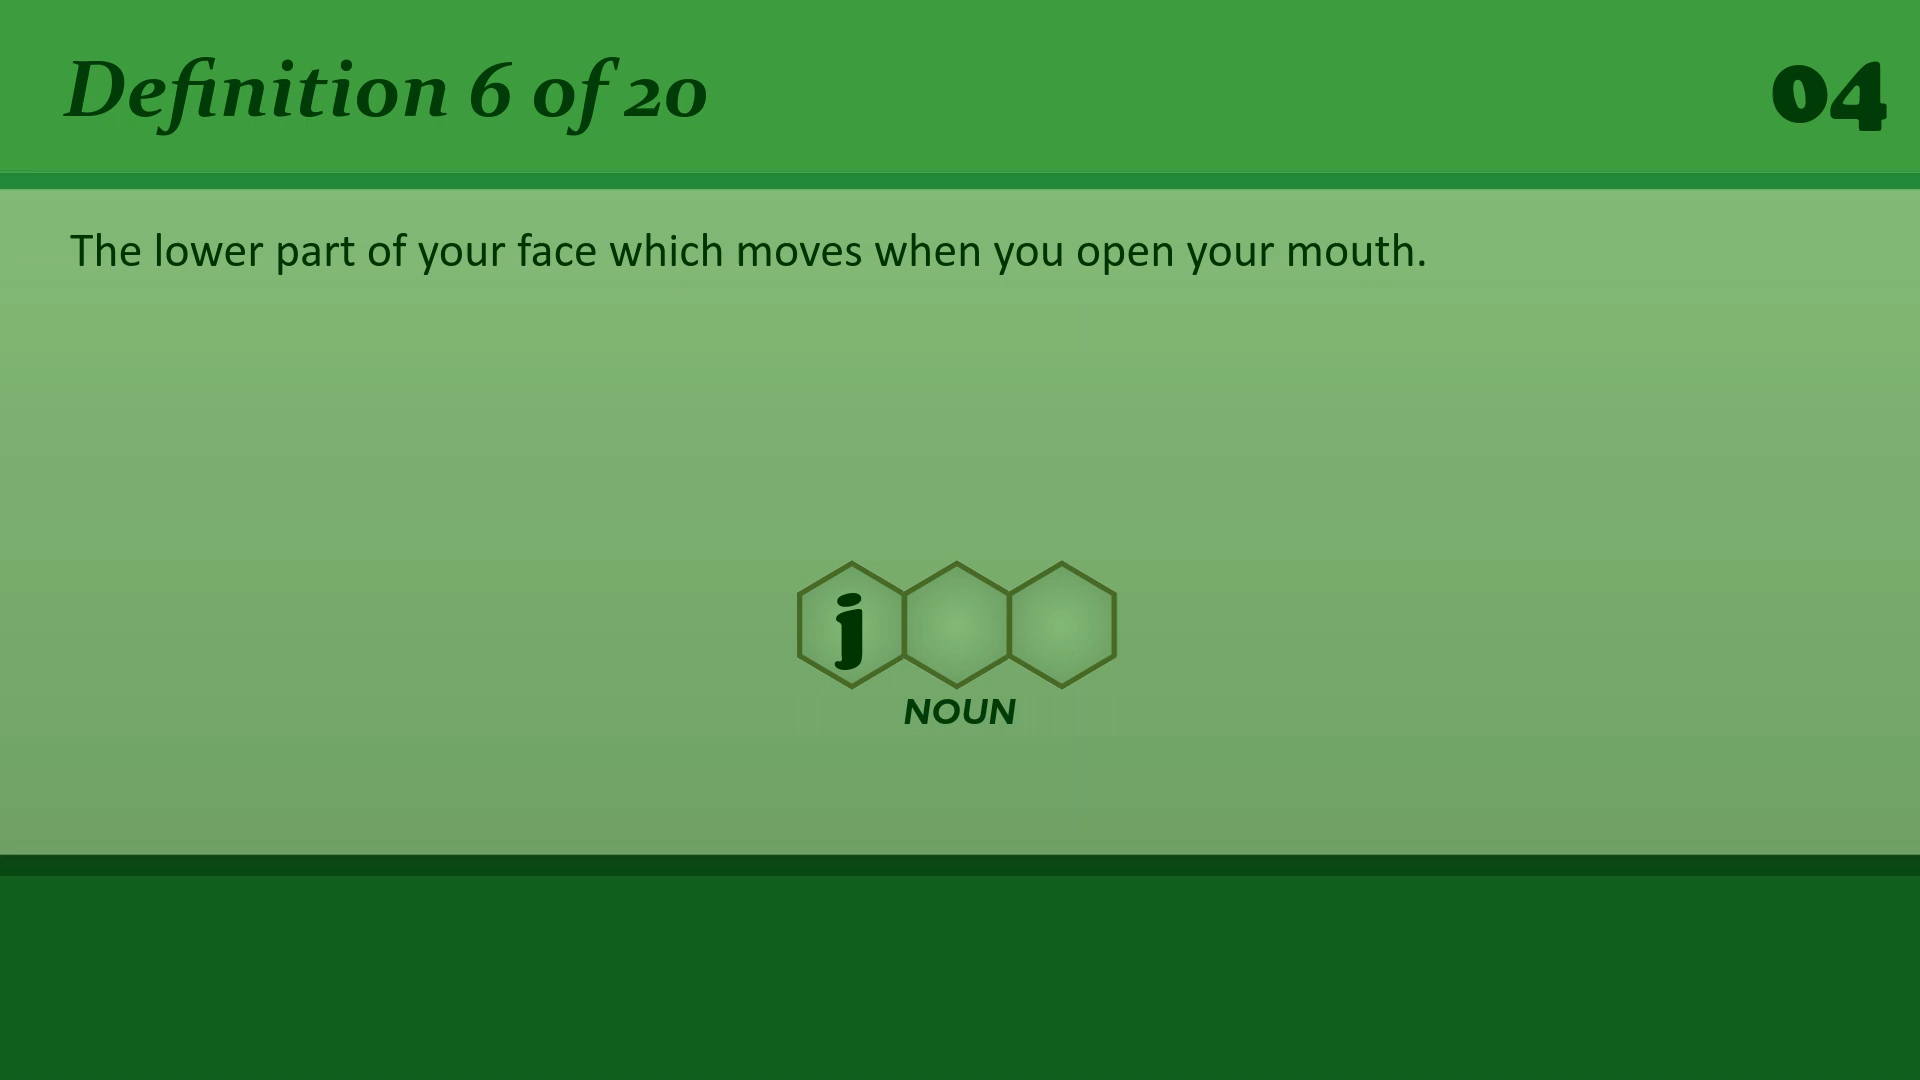 Definition 6 of 20
04
The lower part of your face which moves when you open your mouth.
j
NOUN